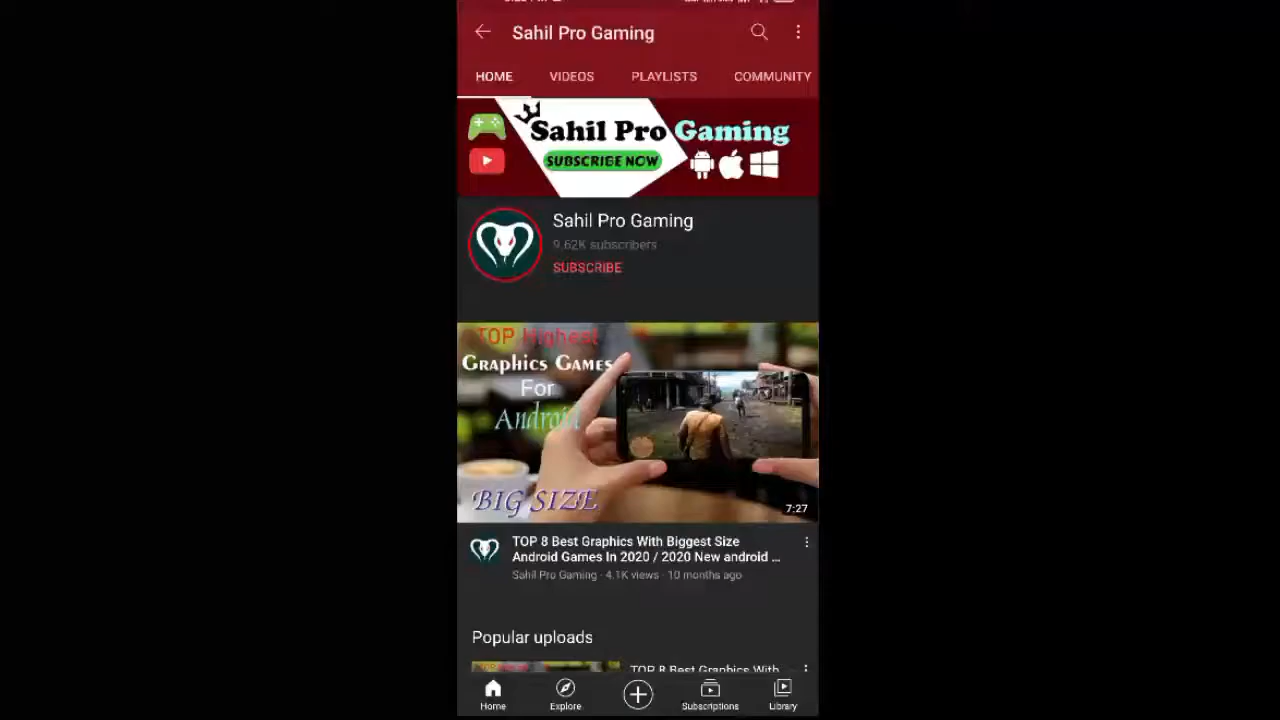 Sahil Pro Gaming
HOME VIDEOS PLAYLISTS COMMUNITY
Sahil Pro Gaming
SUBSCRIBE NOW
Sahil Pro Gaming
9.62K subscribers
SUBSCRIBE
TOP Highest
Graphics Games
For
Android
BIG SIZE
7:27
TOP 8 Best Graphics With Biggest Size
Android Games In 2020 / 2020 New android ...
Sahil Pro Gaming · 4.1K views · 10 months ago
Popular uploads
TOP 8 Best Graphics With
Home Explore Subscriptions Library